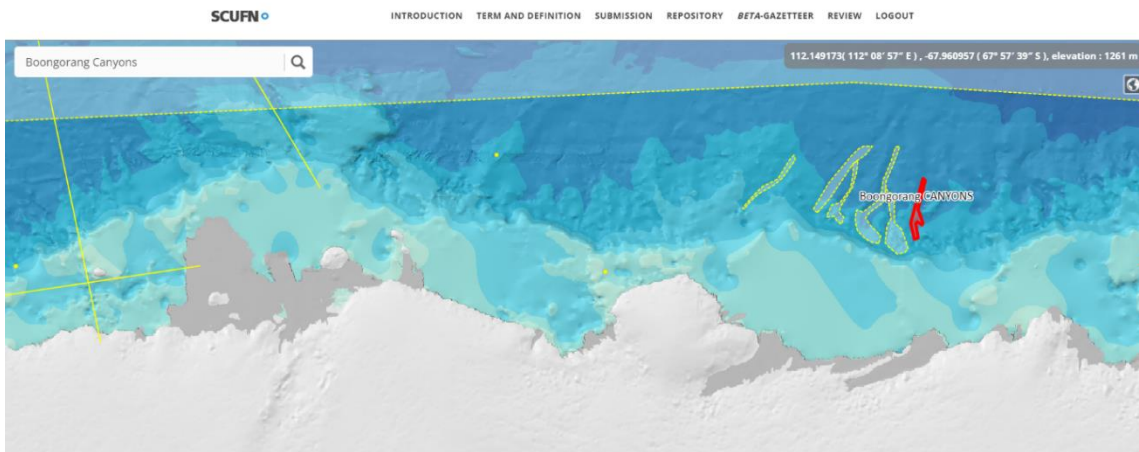 SCUFN INTRODUCTION TERM AND DEFINITION SUBMISSION REPOSITORY BETA-GAZETTEER REVIEW LOGOUT
Boongorang Canyons
112.149173( 112° 08′ 57″ E ) , -67.960957 ( 67° 57′ 39″ S ), elevation : 1261 m
Boongorang CANYONS